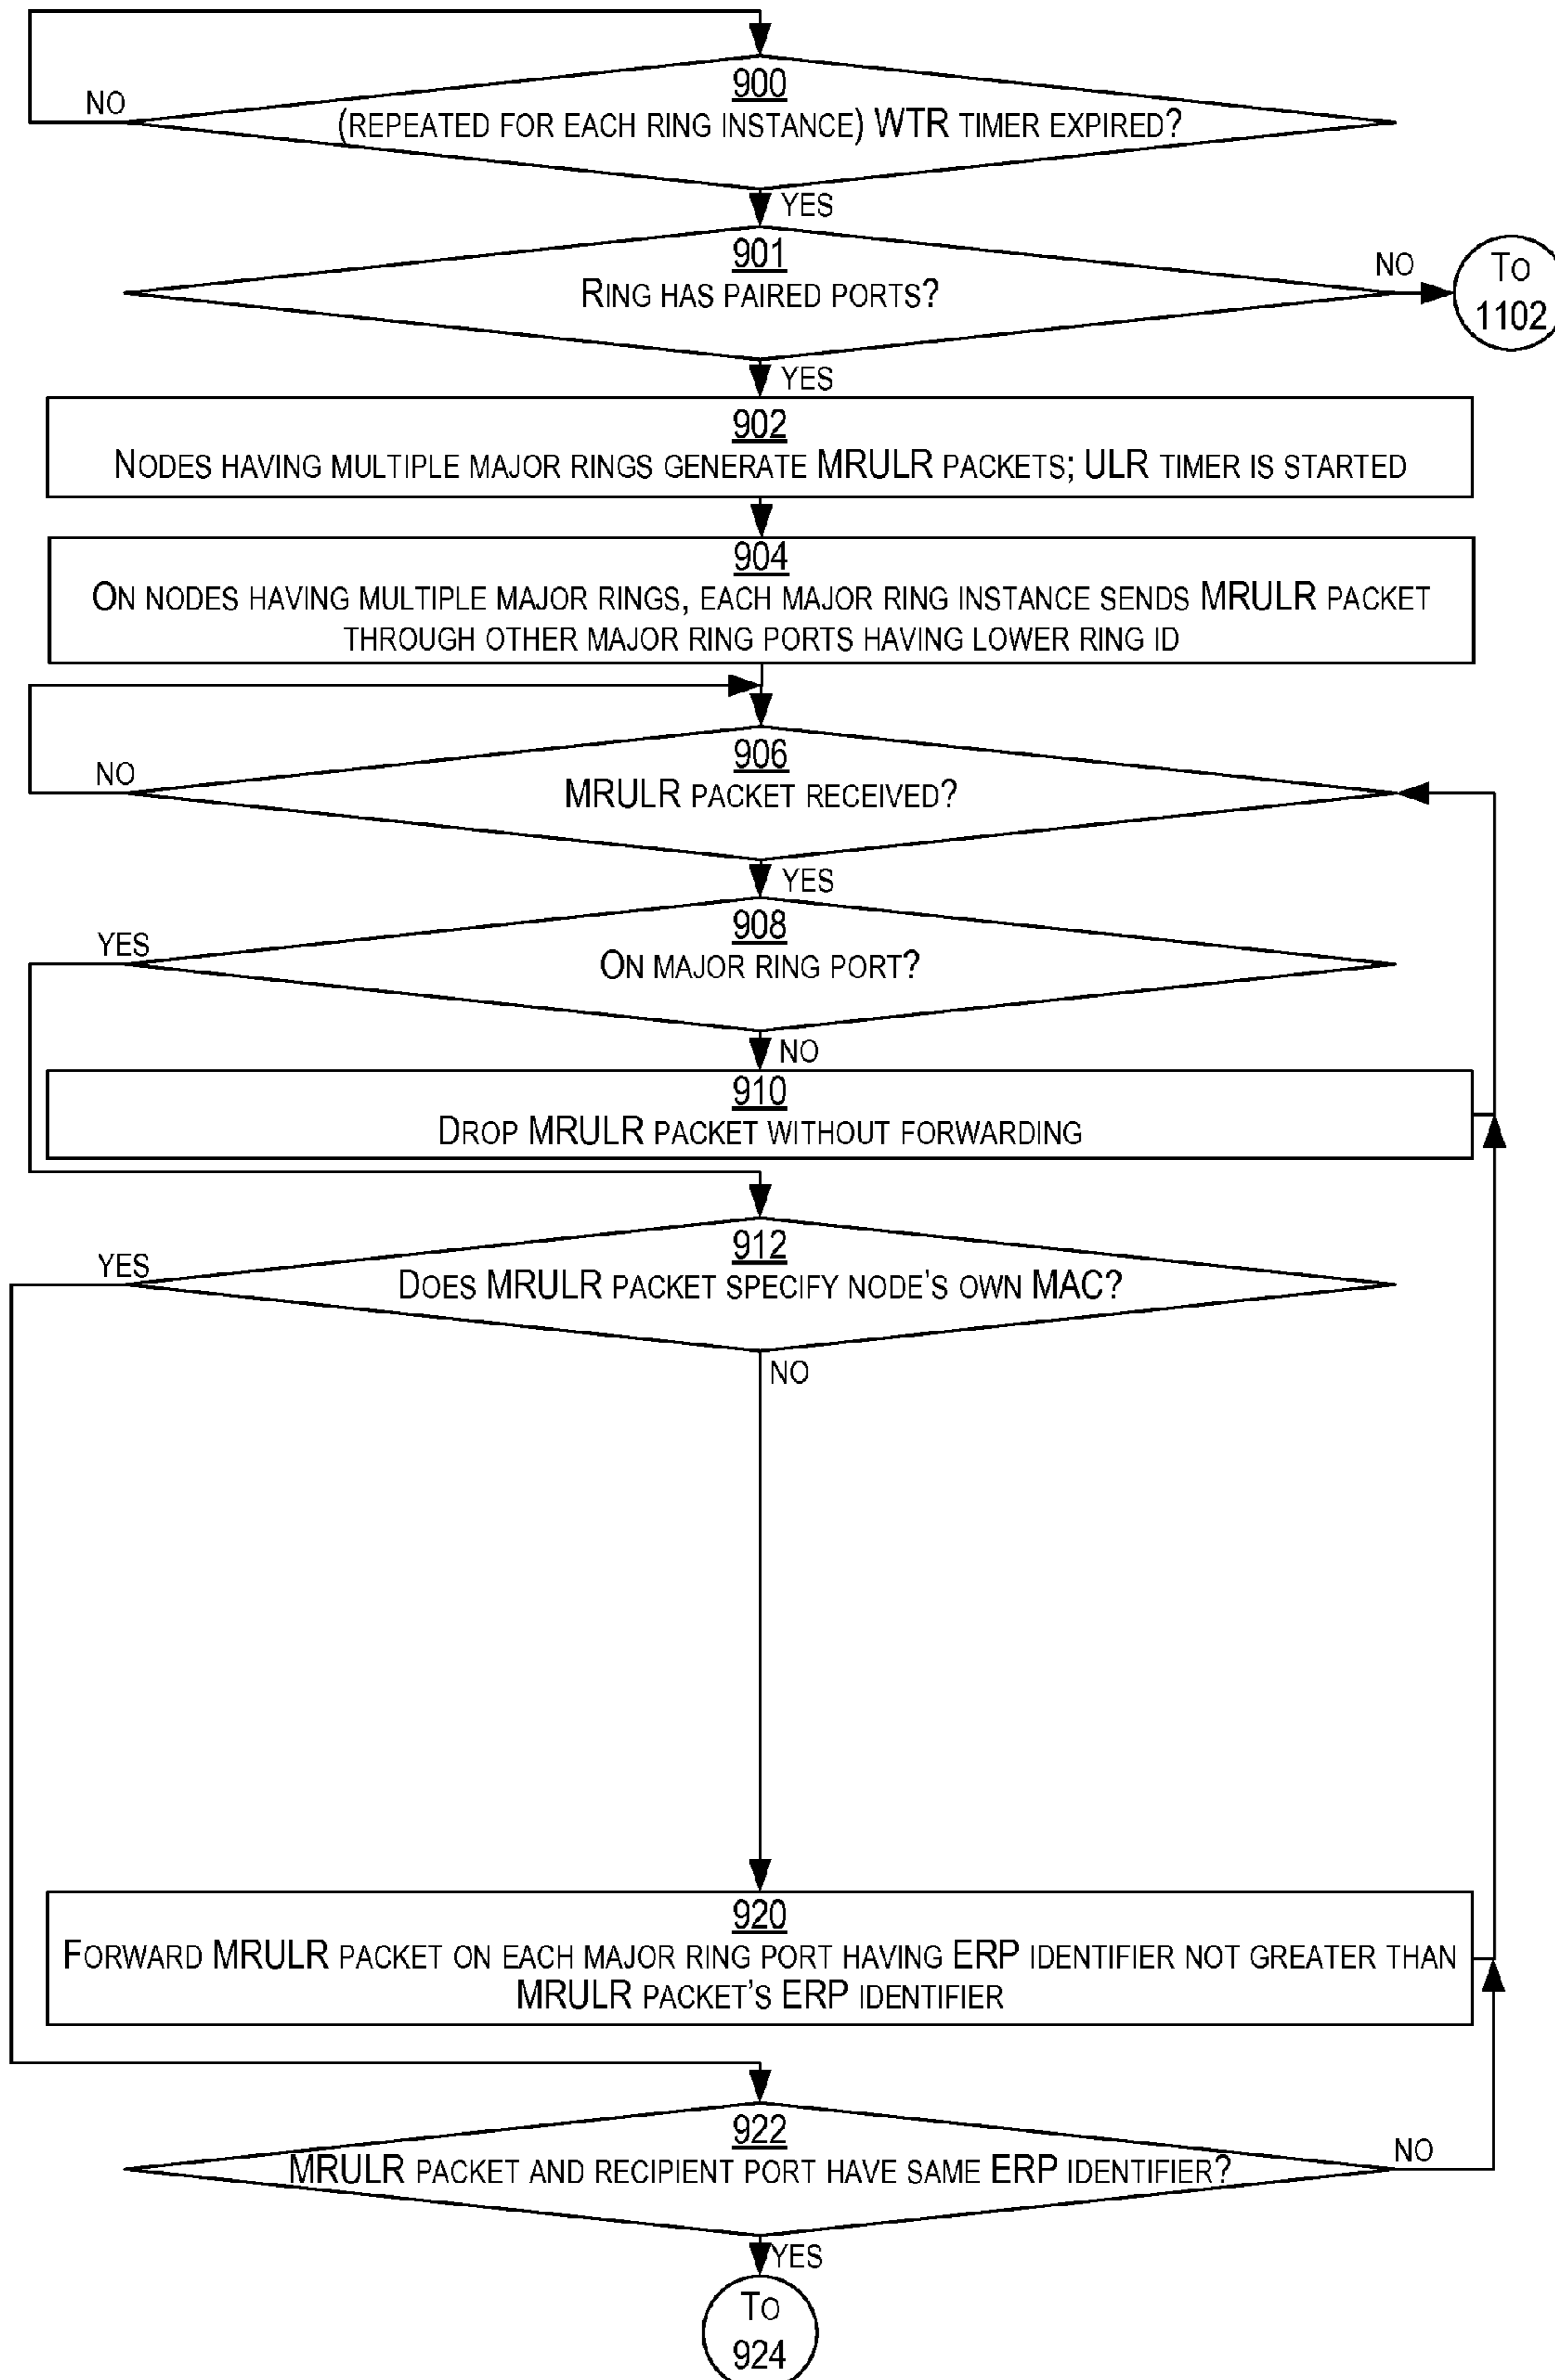 900
NO
(REPEATED FOR EACH RING INSTANCE) WTR TIMER EXPIRED?
YES
901
RING HAS PAIRED PORTS?
NO
TO
1102
YES
902
NODES HAVING MULTIPLE MAJOR RINGS GENERATE MRULR PACKETS; ULR TIMER IS STARTED
904
ON NODES HAVING MULTIPLE MAJOR RINGS, EACH MAJOR RING INSTANCE SENDS MRULR PACKET
THROUGH OTHER MAJOR RING PORTS HAVING LOWER RING ID
906
NO
MRULR PACKET RECEIVED?
YES
908
YES
ON MAJOR RING PORT?
NO
910
DROP MRULR PACKET WITHOUT FORWARDING
912
YES
DOES MRULR PACKET SPECIFY NODE'S OWN MAC?
NO
920
FORWARD MRULR PACKET ON EACH MAJOR RING PORT HAVING ERP IDENTIFIER NOT GREATER THAN
MRULR PACKET'S ERP IDENTIFIER
922
MRULR PACKET AND RECIPIENT PORT HAVE SAME ERP IDENTIFIER?
NO
YES
TO
924